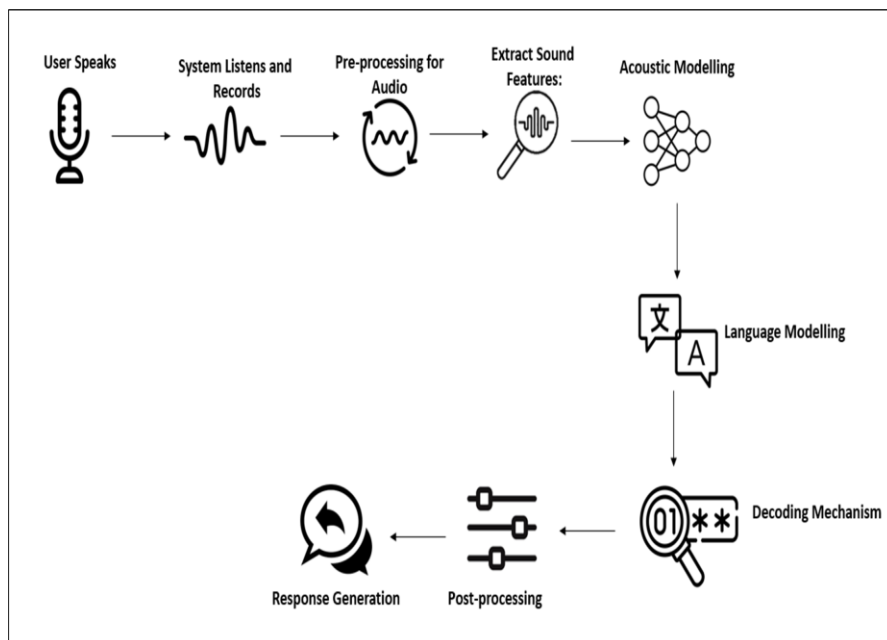 User Speaks
System Listens and
Records
Pre-processing for
Audio
Extract Sound
Features:
Acoustic Modelling
文
A
Language Modelling
01**
Decoding Mechanism
Response Generation
Post-processing